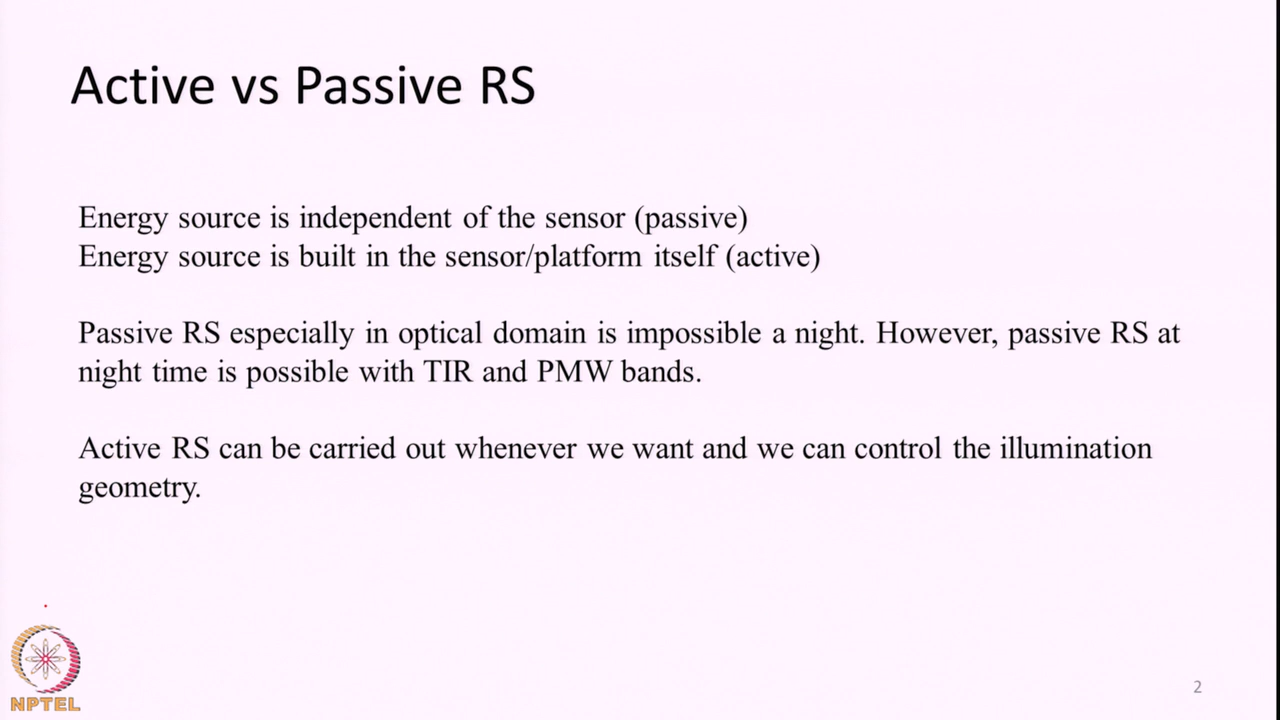 Active vs Passive RS
Energy source is independent of the sensor (passive)
Energy source is built in the sensor/platform itself (active)
Passive RS especially in optical domain is impossible a night. However, passive RS at
night time is possible with TIR and PMW bands.
Active RS can be carried out whenever we want and we can control the illumination
geometry.
NPTEL
2